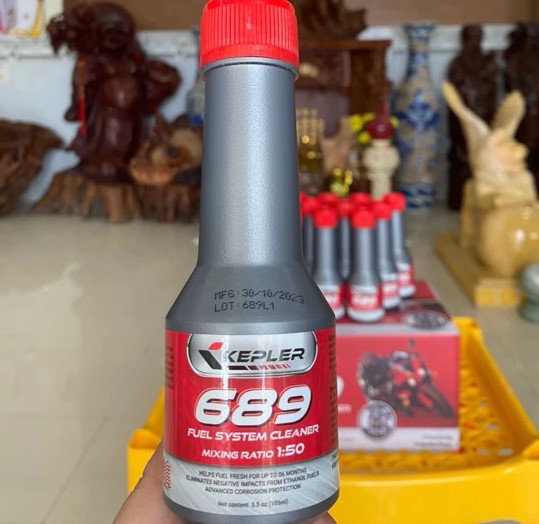 MFG:30/10/2023
LOT:689L1
KEPLER
689
FUEL SYSTEM CLEANER
MIXING RATIO 1:50
HELPS FUEL FRESH FOR UP TO 06 MONTHS
ELIMINATES NEGATIVE IMPACTS FROM ETHANOL FUELS
ADVANCED CORROSION PROTECTION
Net content: 3.5 oz (105ml)